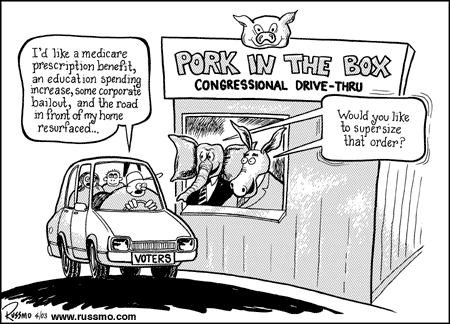 I'd like a medicare
prescription benefit,
an education spending
increase, some corporate
bailout, and the road
in front of my home
resurfaced...
PORK IN THE BOX
CONGRESSIONAL DRIVE-THRU
Would you like
to supersize
that order?
VOTERS
Russmo 4/03 www.russmo.com